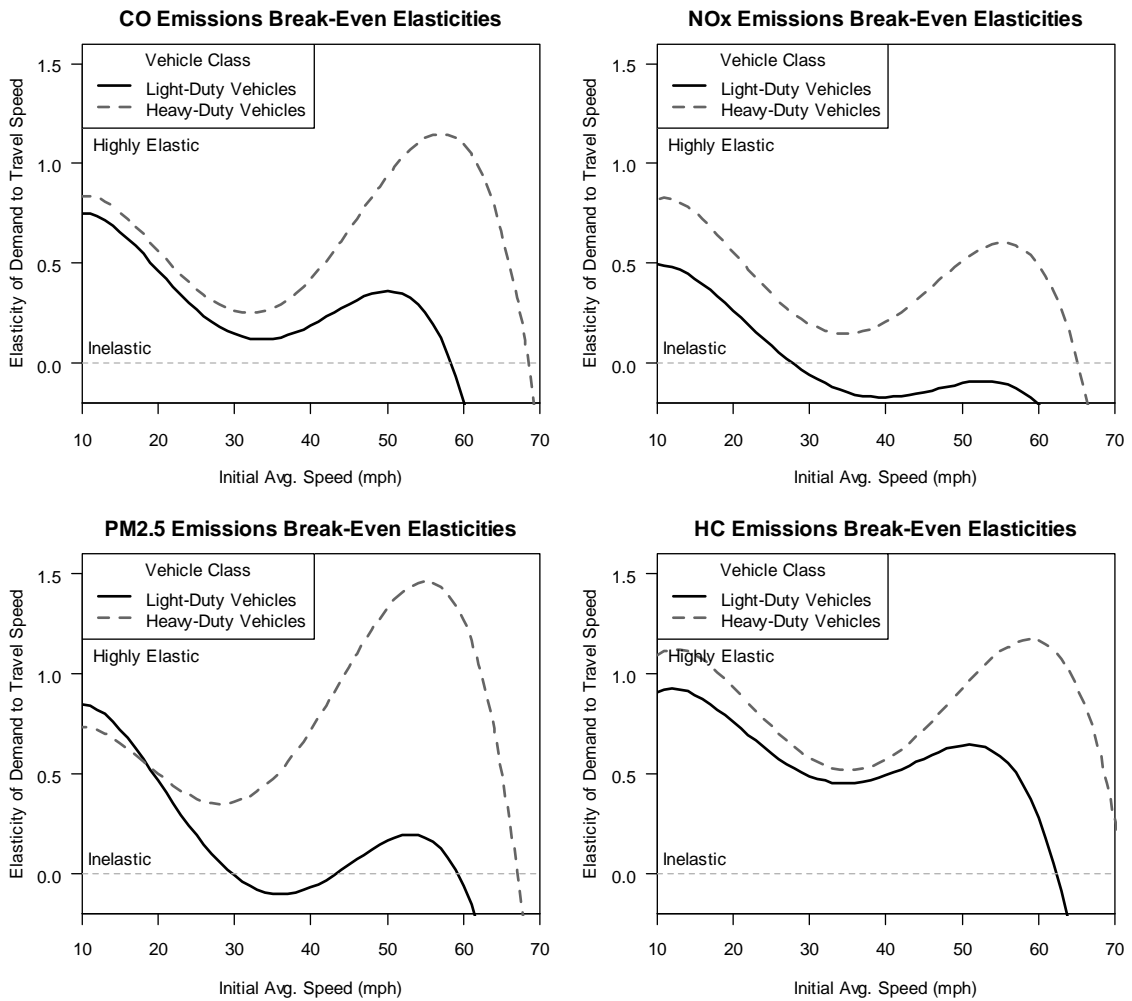 CO Emissions Break-Even Elasticities
Elasticity of Demand to Travel Speed
1.5
1.0
0.5
0.0
Vehicle Class
Light-Duty Vehicles
Heavy-Duty Vehicles
Highly Elastic
Inelastic
10 20 30 40 50 60 70
Initial Avg. Speed (mph)
NOx Emissions Break-Even Elasticities
Elasticity of Demand to Travel Speed
1.5
1.0
0.5
0.0
Vehicle Class
Light-Duty Vehicles
Heavy-Duty Vehicles
Highly Elastic
Inelastic
10 20 30 40 50 60 70
Initial Avg. Speed (mph)
PM2.5 Emissions Break-Even Elasticities
Elasticity of Demand to Travel Speed
1.5
1.0
0.5
0.0
Vehicle Class
Light-Duty Vehicles
Heavy-Duty Vehicles
Highly Elastic
Inelastic
10 20 30 40 50 60 70
Initial Avg. Speed (mph)
HC Emissions Break-Even Elasticities
Elasticity of Demand to Travel Speed
1.5
1.0
0.5
0.0
Vehicle Class
Light-Duty Vehicles
Heavy-Duty Vehicles
Highly Elastic
Inelastic
10 20 30 40 50 60 70
Initial Avg. Speed (mph)